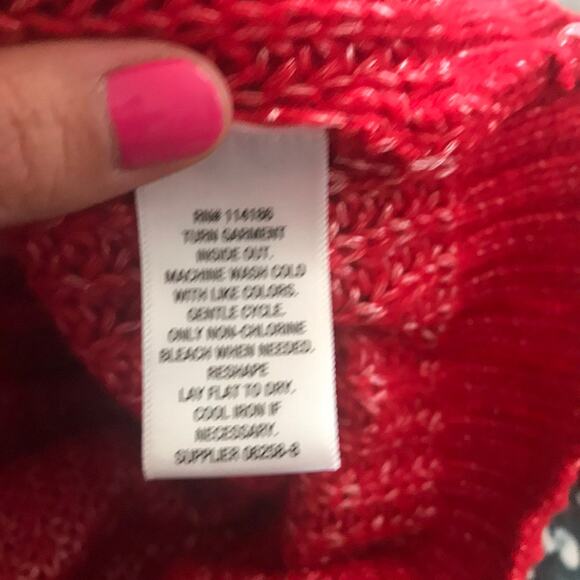 RN# 114186
TURN GARMENT
INSIDE OUT.
MACHINE WASH COLD
WITH LIKE COLORS.
GENTLE CYCLE.
ONLY NON-CHLORINE
BLEACH WHEN NEEDED.
RESHAPE
LAY FLAT TO DRY.
COOL IRON IF
NECESSARY.
SUPPLIER 06258-8